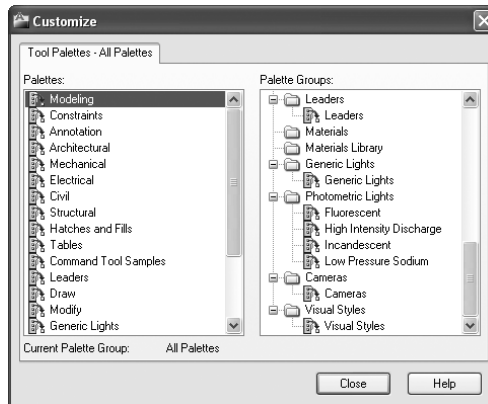 Customize
Tool Palettes - All Palettes
Palettes:
Modeling
Constraints
Annotation
Architectural
Mechanical
Electrical
Civil
Structural
Hatches and Fills
Tables
Command Tool Samples
Leaders
Draw
Modify
Generic Lights
Palette Groups:
Leaders
Leaders
Materials
Materials Library
Generic Lights
Generic Lights
Photometric Lights
Fluorescent
High Intensity Discharge
Incandescent
Low Pressure Sodium
Cameras
Cameras
Visual Styles
Visual Styles
Current Palette Group: All Palettes
Close Help